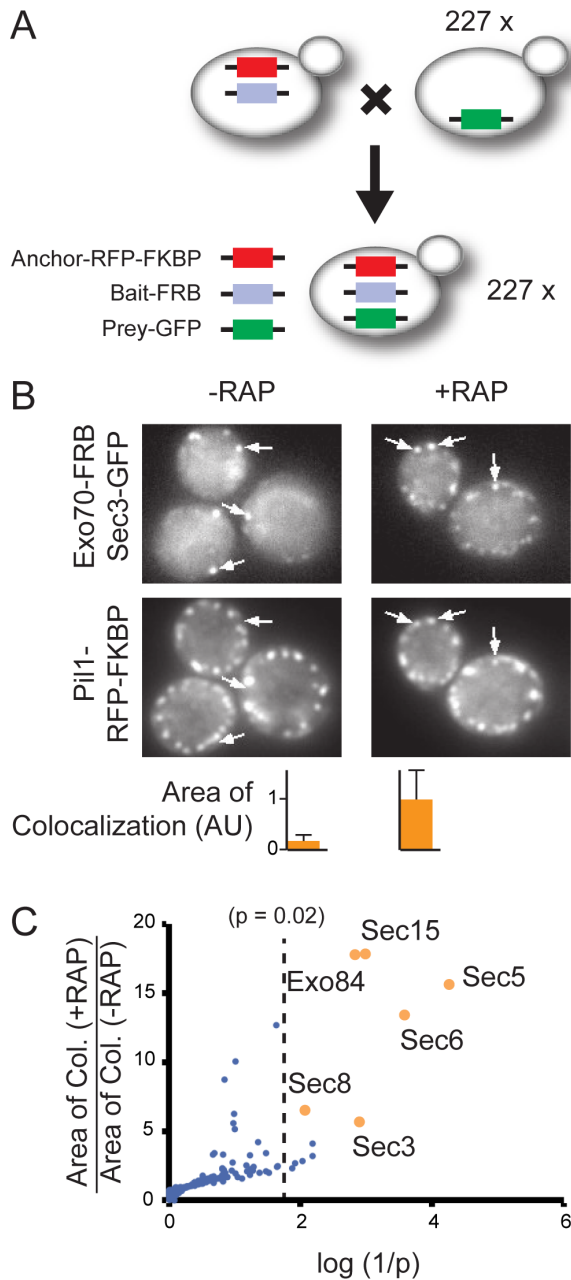 A
227 x
Anchor-RFP-FKBP
Bait-FRB
Prey-GFP
227 x
B
-RAP
+RAP
Exo70-FRB
Sec3-GFP
Pil1-
RFP-FKBP
Area of
Colocalization (AU)
1
0
C
Area of Col. (+RAP)
Area of Col. (-RAP)
20
15
10
5
0
(p = 0.02)
Sec15
Exo84
Sec5
Sec6
Sec8
Sec3
0
2
4
6
log (1/p)